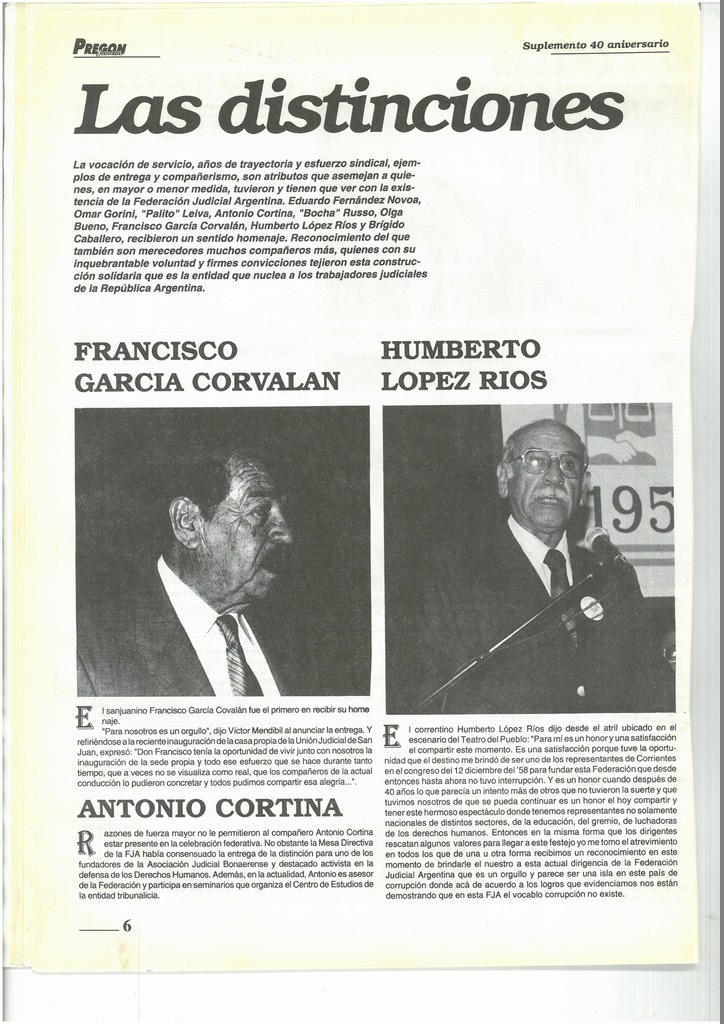 PREGON
Suplemento 40 aniversario
Las distinciones
La vocación de servicio, años de trayectoria y esfuerzo sindical, ejem-
plos de entrega y compañerismo, son atributos que asemejan a quie-
nes, en mayor o menor medida, tuvieron y tienen que ver con la exis-
tencia de la Federación Judicial Argentina. Eduardo Fernández Novoa,
Omar Gorini, "Palito" Leiva, Antonio Cortina, "Bocha" Russo, Olga
Bueno, Francisco García Corvalán, Humberto López Ríos y Brígido
Caballero, recibieron un sentido homenaje. Reconocimiento del que
también son merecedores muchos compañeros más, quienes con su
inquebrantable voluntad y firmes convicciones tejieron esta construc-
ción solidaria que es la entidad que nuclea a los trabajadores judiciales
de la República Argentina.
FRANCISCO
GARCIA CORVALAN
El sanjuanino Francisco García Covalán fue el primero en recibir su home
naje.
"Para nosotros es un orgullo", dijo Víctor Mendibil al anunciar la entrega. Y
refiriéndose a la reciente inauguración de la casa propia de la Unión Judicial de San
Juan, expresó: "Don Francisco tenía la oportunidad de vivir junto con nosotros la
inauguración de la sede propia y todo ese esfuerzo que se hace durante tanto
tiempo, que a veces no se visualiza como real, que los compañeros de la actual
conducción lo pudieron concretar y todos pudimos compartir esa alegría...".
ANTONIO CORTINA
Razones de fuerza mayor no le permitieron al compañero Antonio Cortina
estar presente en la celebración federativa. No obstante la Mesa Directiva
de la FJA había consensuado la entrega de la distinción para uno de los
fundadores de la Asociación Judicial Bonaerense y destacado activista en
defensa de los Derechos Humanos. Además, en la actualidad, Antonio es asesor
de la Federación y participa en seminarios que organiza el Centro de Estudios de
la entidad tribunalicia.
HUMBERTO
LOPEZ RIOS
195
El correntino Humberto López Ríos dijo desde el atril ubicado en el
escenario del Teatro del Pueblo: "Para mí es un honor y una satisfacción
el compartir este momento. Es una satisfacción porque tuve la oportu-
nidad que el destino me brindó de ser uno de los representantes de Corrientes
en el congreso del 12 diciembre del '58 para fundar esta Federación que desde
entonces hasta ahora no tuvo interrupción. Y es un honor cuando después de
40 años lo que parecía un intento más de otros que no tuvieron la suerte y que
tuvimos nosotros de que se pueda continuar es un honor el hoy compartir y
tener este hermoso espectáculo donde tenemos representantes no solamente
nacionales de distintos sectores, de la educación, del gremio, de luchadoras
de los derechos humanos. Entonces en la misma forma que los dirigentes
rescatan algunos valores para llegar a este festejo yo me tomo el atrevimiento
en todos los que de una u otra forma recibimos un reconocimiento en este
momento de brindarle el nuestro a esta actual dirigencia de la Federación
Judicial Argentina que es un orgullo y parece ser una isla en este país de
corrupción donde acá de acuerdo a los logros que evidenciamos nos están
demostrando que en esta FJA el vocablo corrupción no existe.
6